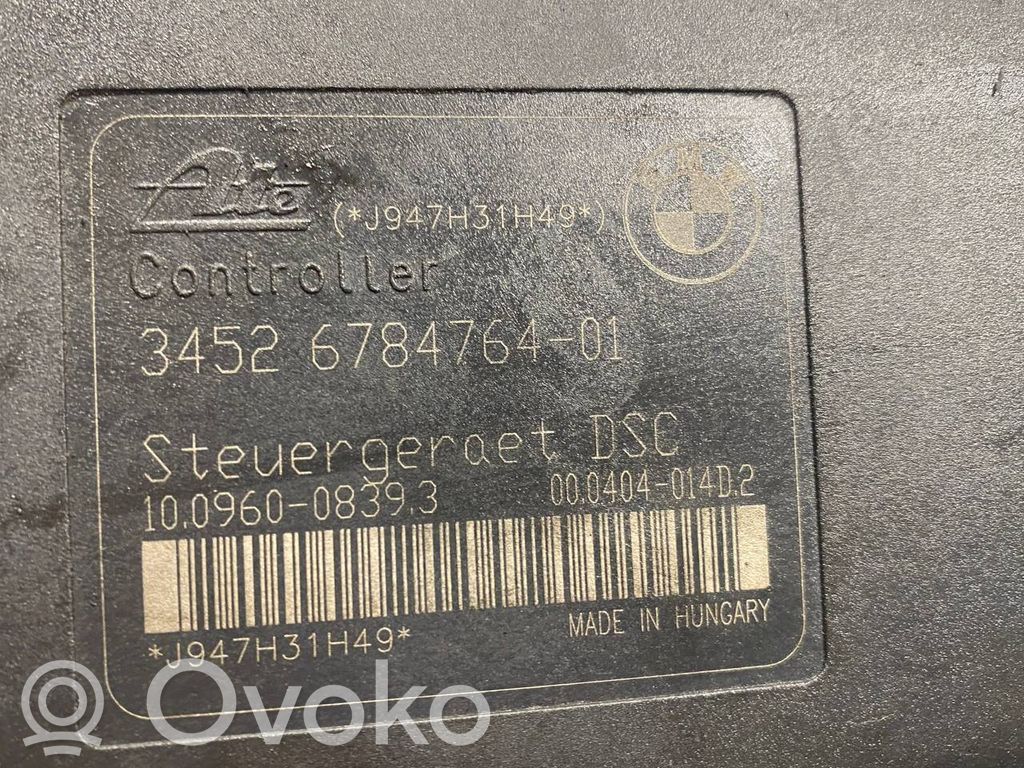 Ate (*J947H31H49*)
BMW
Controller
3452 6784764-01
Steuergeraet DSC
10.0960-0839.3 00.0404-014D.2
*J947H31H49* MADE IN HUNGARY
Ovoko